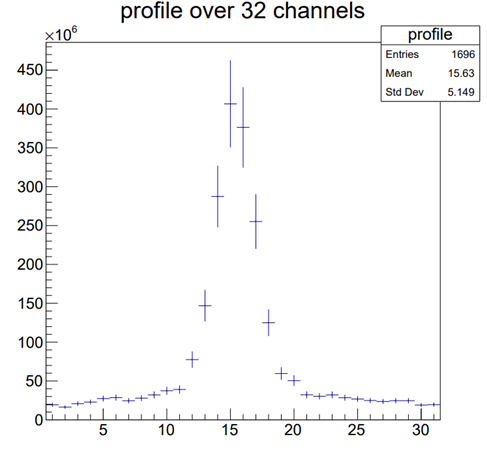 profile over 32 channels
×10⁶
profile
Entries 1696
Mean 15.63
Std Dev 5.149
450
400
350
300
250
200
150
100
50
0
5 10 15 20 25 30